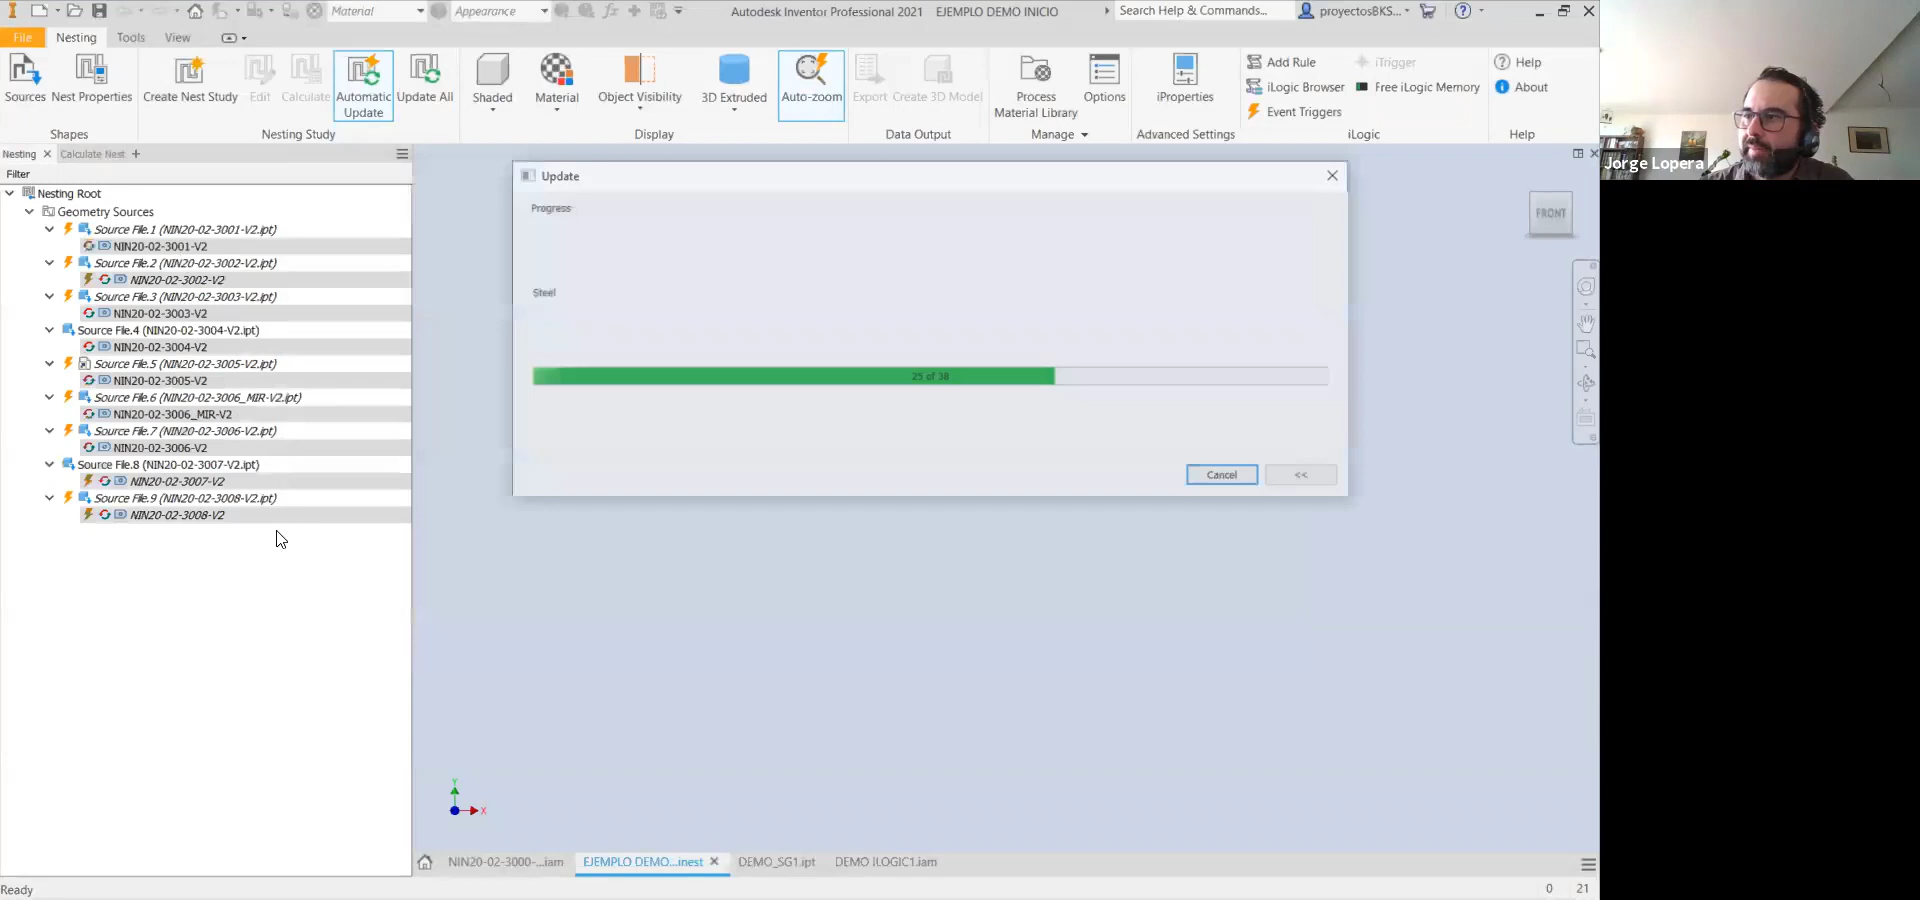 Material
Appearance
Autodesk Inventor Professional 2021 EJEMPLO DEMO INICIO
Search Help & Commands...
proyectosBKS...
File
Nesting
Tools
View
Sources
Nest Properties
Shapes
Create Nest Study
Edit
Calculate
Automatic
Update
Update All
Nesting Study
Shaded
Material
Object Visibility
3D Extruded
Auto-zoom
Display
Export
Create 3D Model
Data Output
Process
Material Library
Options
Manage
iProperties
Advanced Settings
Add Rule
iTrigger
iLogic Browser
Free iLogic Memory
Event Triggers
iLogic
Help
About
Help
Jorge Lopera
Nesting
Calculate Nest
Filter
Nesting Root
Geometry Sources
Source File.1 (NIN20-02-3001-V2.ipt)
NIN20-02-3001-V2
Source File.2 (NIN20-02-3002-V2.ipt)
NIN20-02-3002-V2
Source File.3 (NIN20-02-3003-V2.ipt)
NIN20-02-3003-V2
Source File.4 (NIN20-02-3004-V2.ipt)
NIN20-02-3004-V2
Source File.5 (NIN20-02-3005-V2.ipt)
NIN20-02-3005-V2
Source File.6 (NIN20-02-3006_MIR-V2.ipt)
NIN20-02-3006_MIR-V2
Source File.7 (NIN20-02-3006-V2.ipt)
NIN20-02-3006-V2
Source File.8 (NIN20-02-3007-V2.ipt)
NIN20-02-3007-V2
Source File.9 (NIN20-02-3008-V2.ipt)
NIN20-02-3008-V2
Update
Progress
Steel
25 of 38
Cancel
<<
FRONT
Y
X
NIN20-02-3000-...iam
EJEMPLO DEMO...inest
DEMO_SG1.ipt
DEMO ILOGIC1.iam
Ready
0
21